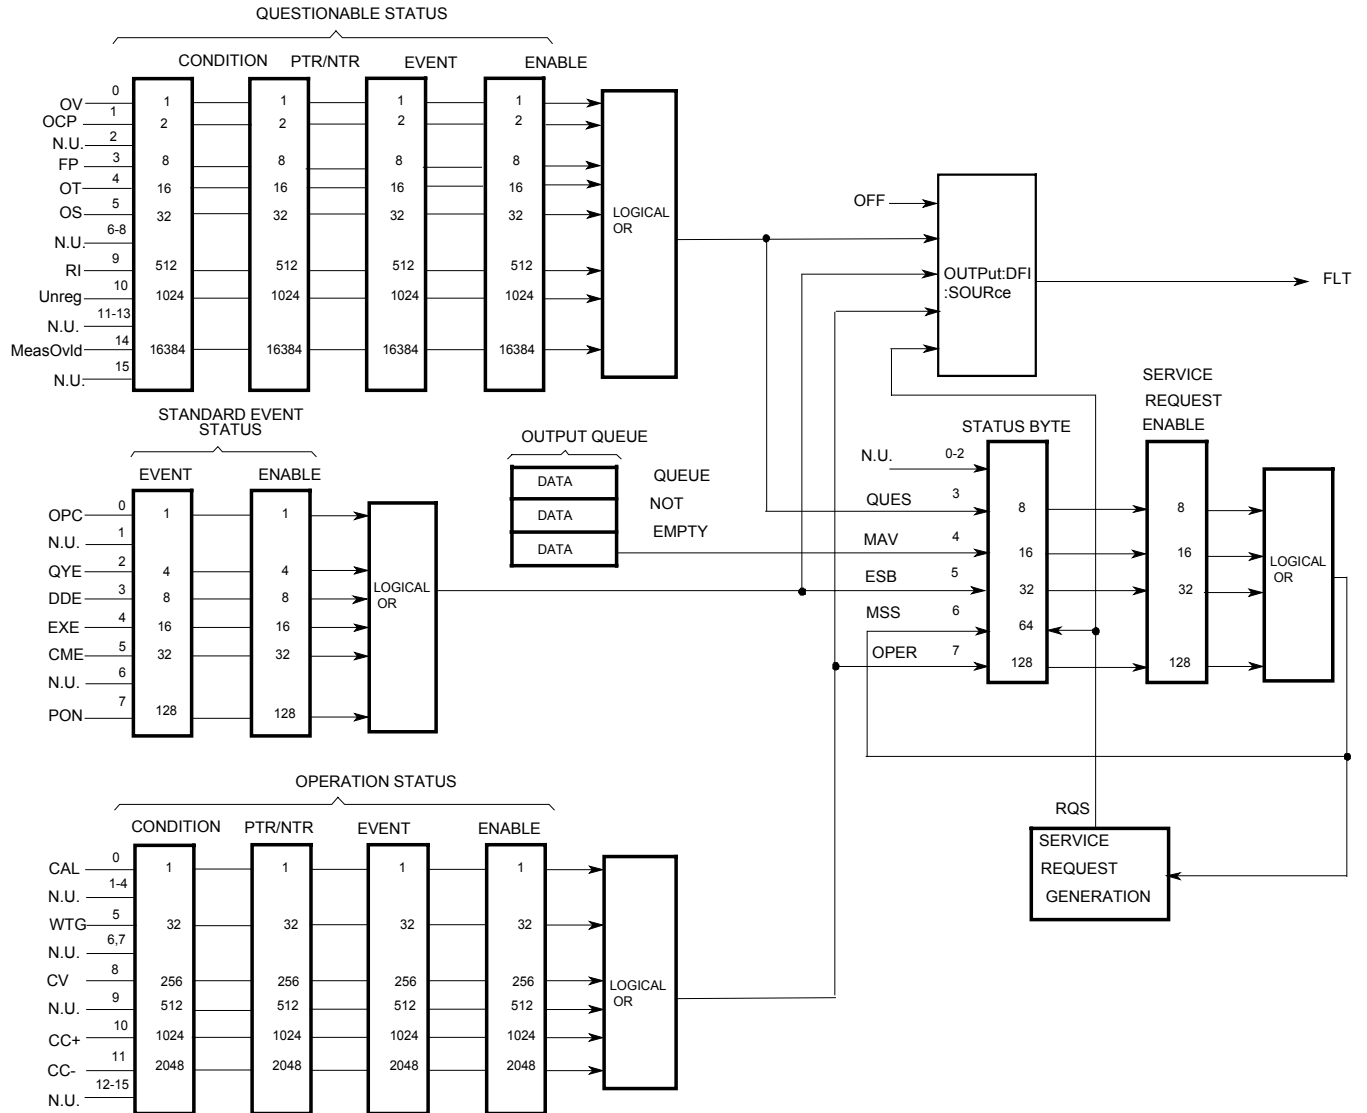 QUESTIONABLE STATUS
CONDITION PTR/NTR EVENT ENABLE
0
OV 1 1 1 1
1
OCP 2 2 2 2
2
N.U.
3
FP 8 8 8 8
4
OT 16 16 16 16
5
OS 32 32 32 32
6-8
N.U.
9
RI 512 512 512 512
10
Unreg 1024 1024 1024 1024
11-13
N.U.
14
MeasOvld 16384 16384 16384 16384
15
N.U.
LOGICAL
OR
OFF
OUTPut:DFI
:SOURce
FLT
STANDARD EVENT
STATUS
EVENT ENABLE
0
OPC 1 1
1
N.U.
2
QYE 4 4
3
DDE 8 8
4
EXE 16 16
5
CME 32 32
6
N.U.
7
PON 128 128
LOGICAL
OR
OUTPUT QUEUE
DATA
DATA
DATA
QUEUE
NOT
EMPTY
STATUS BYTE
SERVICE
REQUEST
ENABLE
N.U. 0-2
QUES 3 8 8
MAV 4 16 16
ESB 5 32 32
MSS 6 64
OPER 7 128 128
LOGICAL
OR
RQS
SERVICE
REQUEST
GENERATION
OPERATION STATUS
CONDITION PTR/NTR EVENT ENABLE
0
CAL 1 1 1 1
1-4
N.U.
5
WTG 32 32 32 32
6,7
N.U.
8
CV 256 256 256 256
9
N.U. 512 512 512 512
10
CC+ 1024 1024 1024 1024
11
CC- 2048 2048 2048 2048
12-15
N.U.
LOGICAL
OR